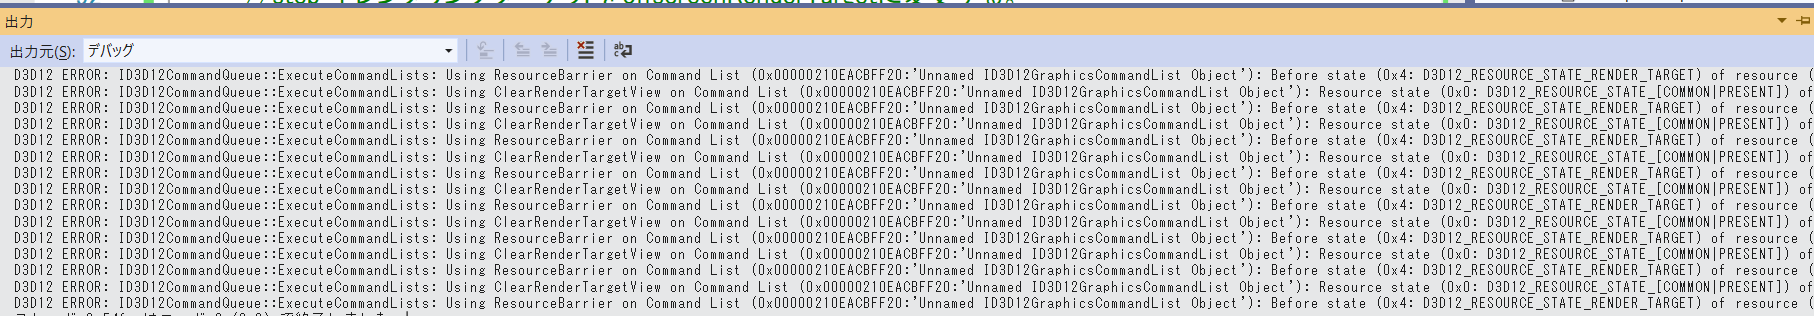 出力
出力元(S): デバッグ
D3D12 ERROR: ID3D12CommandQueue::ExecuteCommandLists: Using ResourceBarrier on Command List (0x00000210EACBFF20:'Unnamed ID3D12GraphicsCommandList Object'): Before state (0x4: D3D12_RESOURCE_STATE_RENDER_TARGET) of resource (
D3D12 ERROR: ID3D12CommandQueue::ExecuteCommandLists: Using ClearRenderTargetView on Command List (0x00000210EACBFF20:'Unnamed ID3D12GraphicsCommandList Object'): Resource state (0x0: D3D12_RESOURCE_STATE_[COMMON|PRESENT]) of
D3D12 ERROR: ID3D12CommandQueue::ExecuteCommandLists: Using ResourceBarrier on Command List (0x00000210EACBFF20:'Unnamed ID3D12GraphicsCommandList Object'): Before state (0x4: D3D12_RESOURCE_STATE_RENDER_TARGET) of resource (
D3D12 ERROR: ID3D12CommandQueue::ExecuteCommandLists: Using ClearRenderTargetView on Command List (0x00000210EACBFF20:'Unnamed ID3D12GraphicsCommandList Object'): Resource state (0x0: D3D12_RESOURCE_STATE_[COMMON|PRESENT]) of
D3D12 ERROR: ID3D12CommandQueue::ExecuteCommandLists: Using ResourceBarrier on Command List (0x00000210EACBFF20:'Unnamed ID3D12GraphicsCommandList Object'): Before state (0x4: D3D12_RESOURCE_STATE_RENDER_TARGET) of resource (
D3D12 ERROR: ID3D12CommandQueue::ExecuteCommandLists: Using ClearRenderTargetView on Command List (0x00000210EACBFF20:'Unnamed ID3D12GraphicsCommandList Object'): Resource state (0x0: D3D12_RESOURCE_STATE_[COMMON|PRESENT]) of
D3D12 ERROR: ID3D12CommandQueue::ExecuteCommandLists: Using ResourceBarrier on Command List (0x00000210EACBFF20:'Unnamed ID3D12GraphicsCommandList Object'): Before state (0x4: D3D12_RESOURCE_STATE_RENDER_TARGET) of resource (
D3D12 ERROR: ID3D12CommandQueue::ExecuteCommandLists: Using ClearRenderTargetView on Command List (0x00000210EACBFF20:'Unnamed ID3D12GraphicsCommandList Object'): Resource state (0x0: D3D12_RESOURCE_STATE_[COMMON|PRESENT]) of
D3D12 ERROR: ID3D12CommandQueue::ExecuteCommandLists: Using ResourceBarrier on Command List (0x00000210EACBFF20:'Unnamed ID3D12GraphicsCommandList Object'): Before state (0x4: D3D12_RESOURCE_STATE_RENDER_TARGET) of resource (
D3D12 ERROR: ID3D12CommandQueue::ExecuteCommandLists: Using ClearRenderTargetView on Command List (0x00000210EACBFF20:'Unnamed ID3D12GraphicsCommandList Object'): Resource state (0x0: D3D12_RESOURCE_STATE_[COMMON|PRESENT]) of
D3D12 ERROR: ID3D12CommandQueue::ExecuteCommandLists: Using ResourceBarrier on Command List (0x00000210EACBFF20:'Unnamed ID3D12GraphicsCommandList Object'): Before state (0x4: D3D12_RESOURCE_STATE_RENDER_TARGET) of resource (
D3D12 ERROR: ID3D12CommandQueue::ExecuteCommandLists: Using ClearRenderTargetView on Command List (0x00000210EACBFF20:'Unnamed ID3D12GraphicsCommandList Object'): Resource state (0x0: D3D12_RESOURCE_STATE_[COMMON|PRESENT]) of
D3D12 ERROR: ID3D12CommandQueue::ExecuteCommandLists: Using ResourceBarrier on Command List (0x00000210EACBFF20:'Unnamed ID3D12GraphicsCommandList Object'): Before state (0x4: D3D12_RESOURCE_STATE_RENDER_TARGET) of resource (
D3D12 ERROR: ID3D12CommandQueue::ExecuteCommandLists: Using ClearRenderTargetView on Command List (0x00000210EACBFF20:'Unnamed ID3D12GraphicsCommandList Object'): Resource state (0x0: D3D12_RESOURCE_STATE_[COMMON|PRESENT]) of
D3D12 ERROR: ID3D12CommandQueue::ExecuteCommandLists: Using ResourceBarrier on Command List (0x00000210EACBFF20:'Unnamed ID3D12GraphicsCommandList Object'): Before state (0x4: D3D12_RESOURCE_STATE_RENDER_TARGET) of resource (